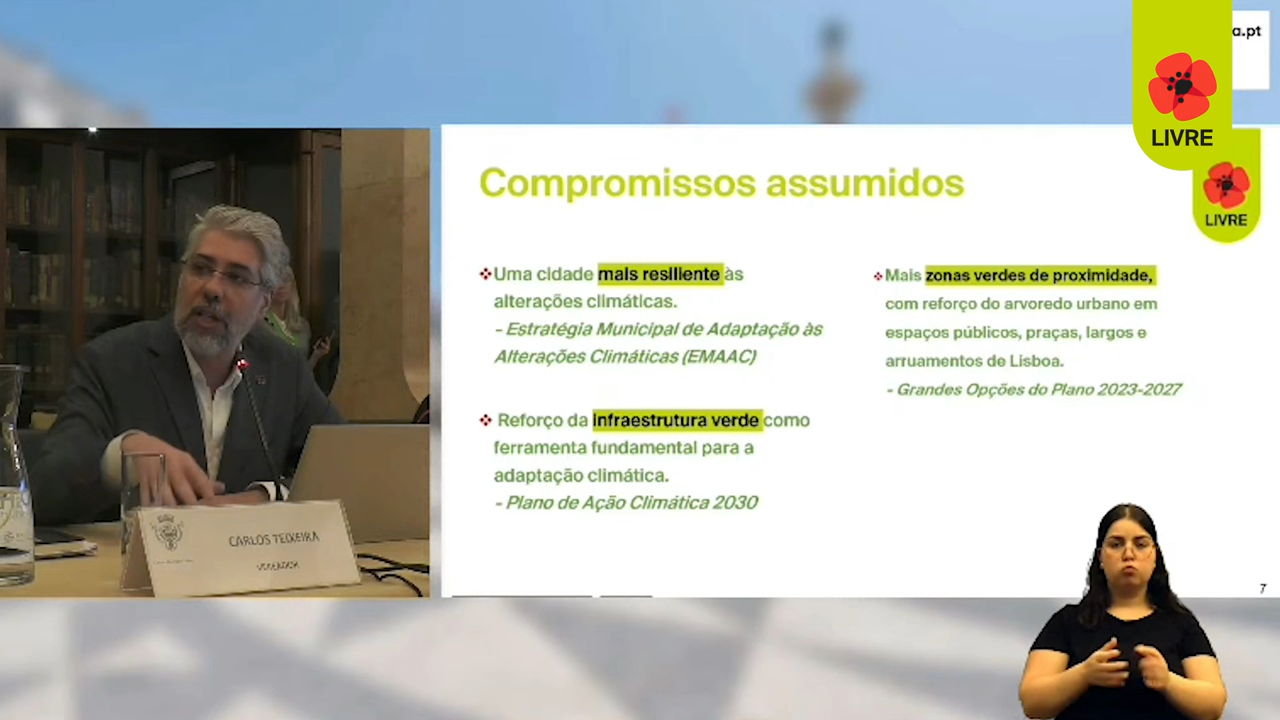 a.pt
LIVRE
LIVRE
Compromissos assumidos
❖Uma cidade mais resiliente às
alterações climáticas.
- Estratégia Municipal de Adaptação às
Alterações Climáticas (EMAAC)
❖ Reforço da infraestrutura verde como
ferramenta fundamental para a
adaptação climática.
- Plano de Ação Climática 2030
❖Mais zonas verdes de proximidade,
com reforço do arvoredo urbano em
espaços públicos, praças, largos e
arruamentos de Lisboa.
- Grandes Opções do Plano 2023-2027
7
CARLOS TEIXEIRA
VEREADOR